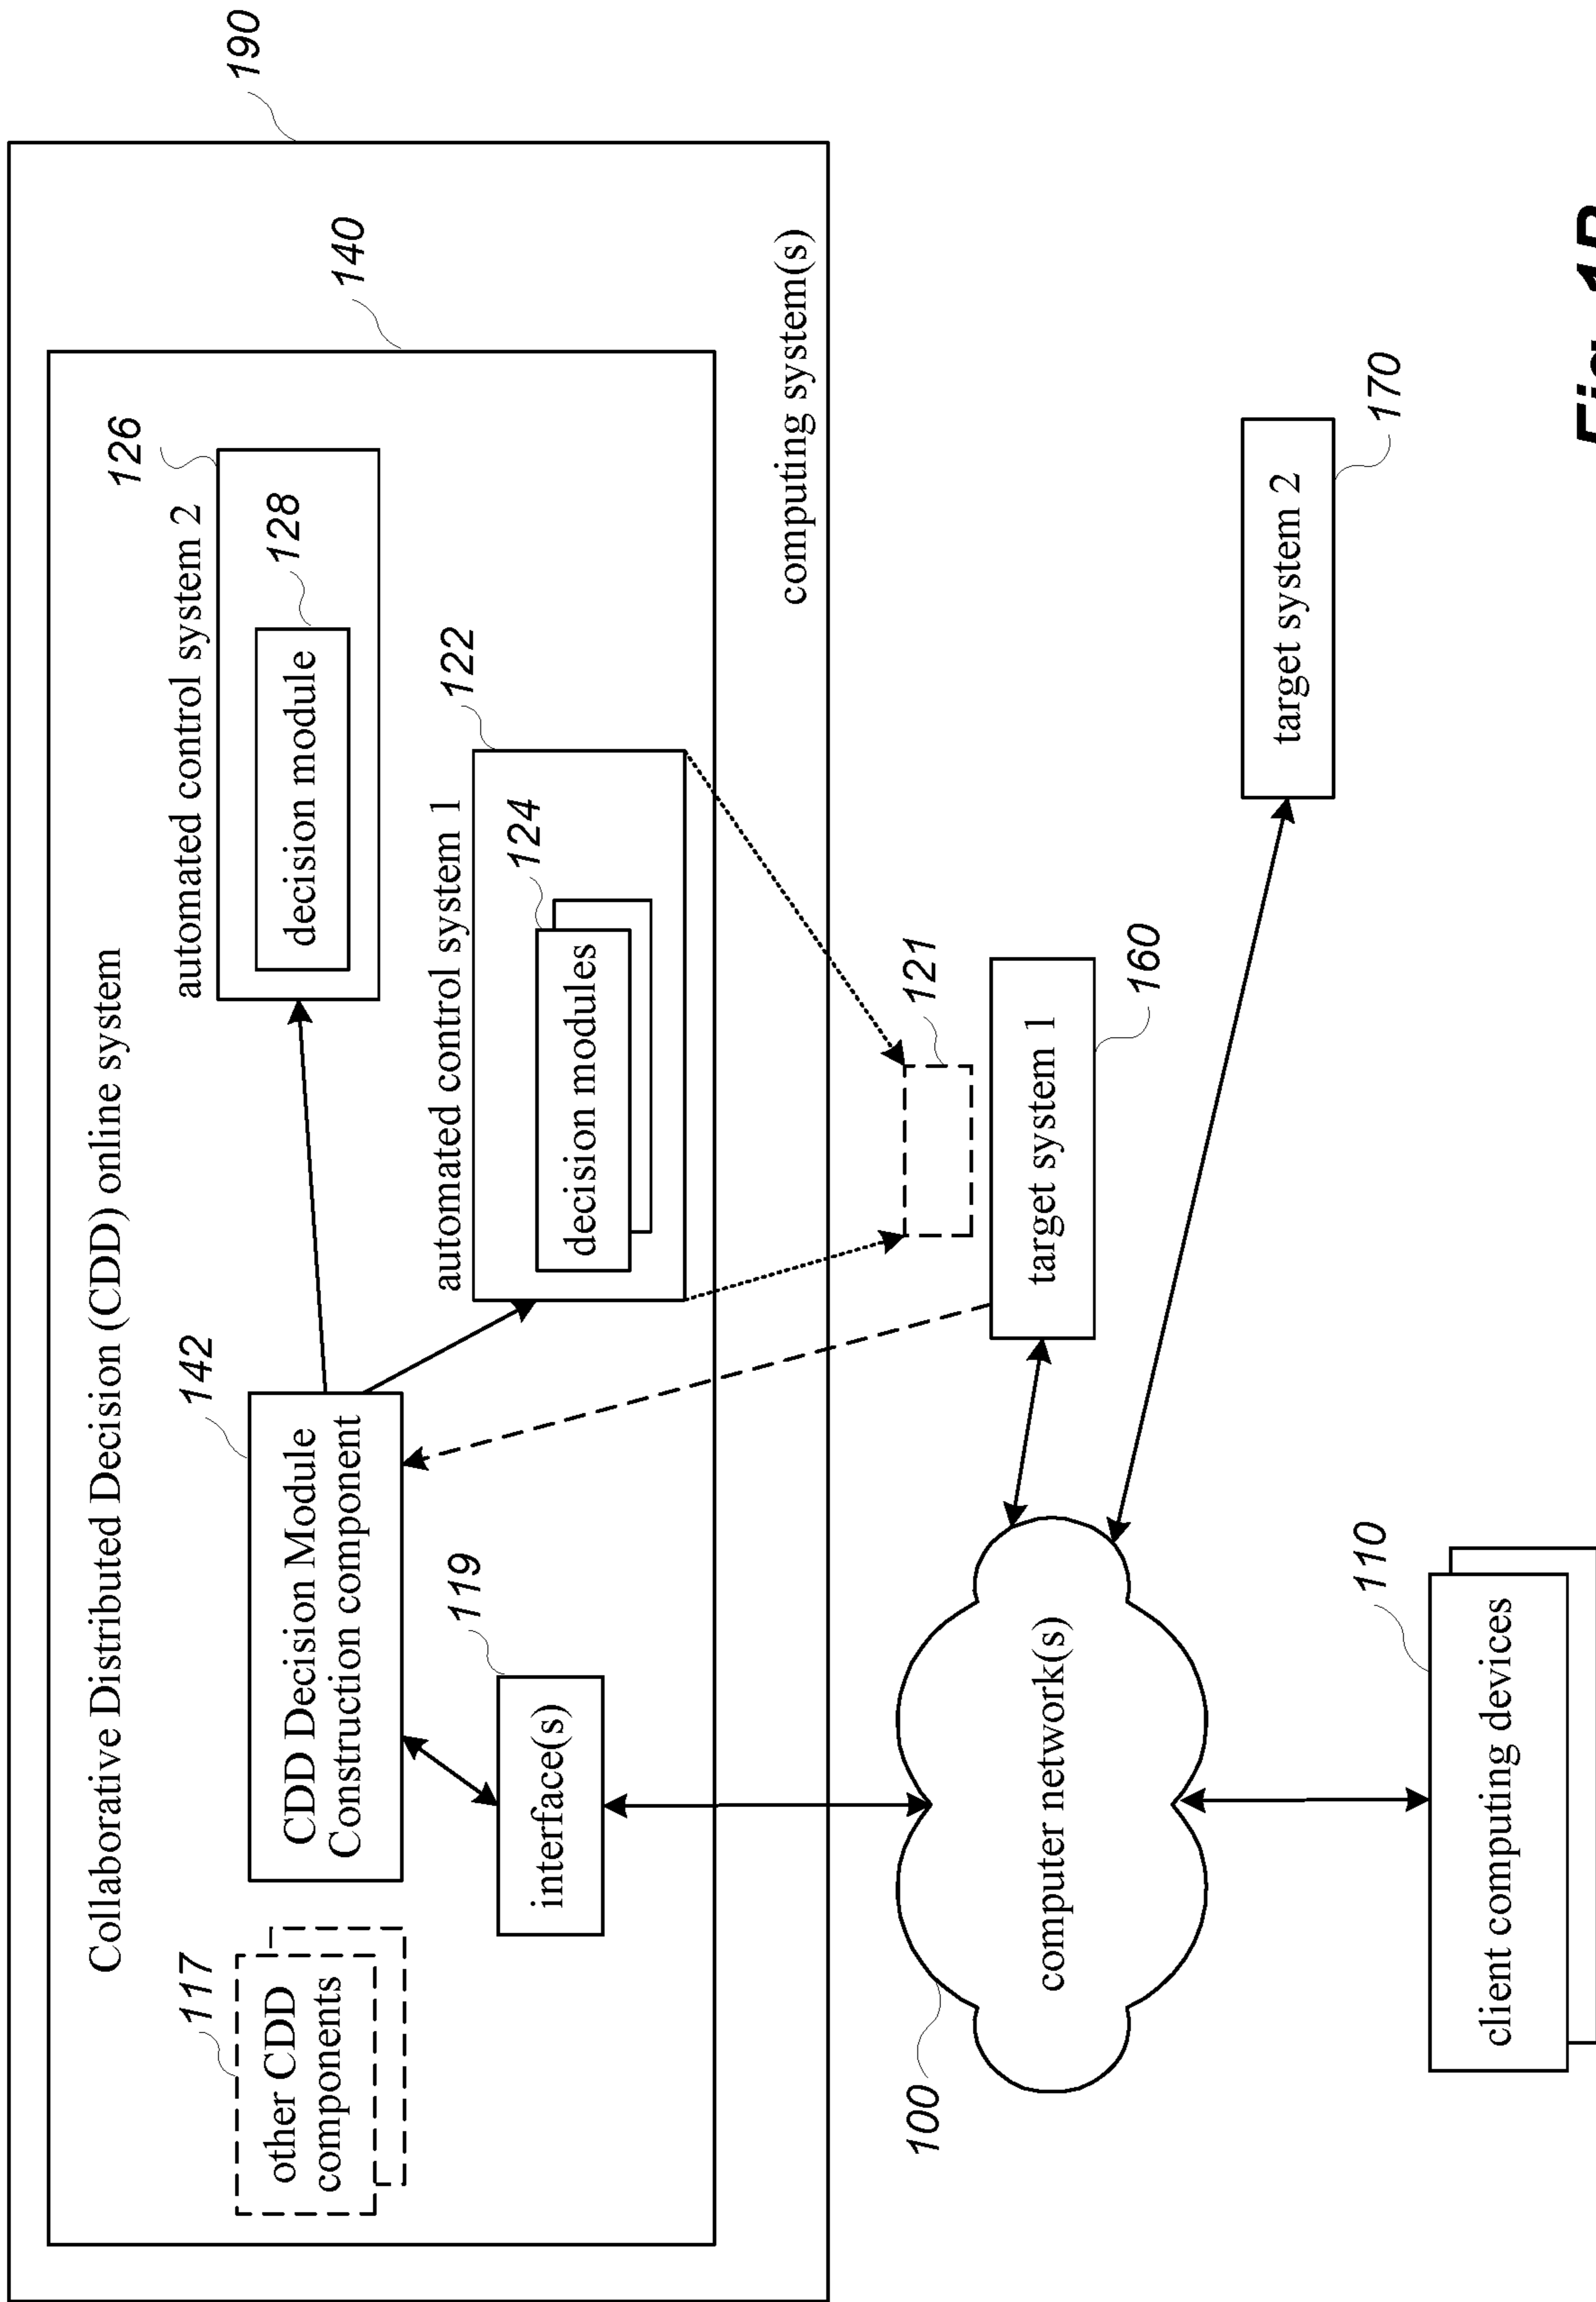 190
140
Collaborative Distributed Decision (CDD) online system
126
automated control system 2
117
142
128
other CDD
components
CDD Decision Module
Construction component
decision module
122
automated control system 1
124
decision modules
119
interface(s)
computing system(s)
121
100
computer network(s)
target system 1
160
target system 2
170
110
client computing devices